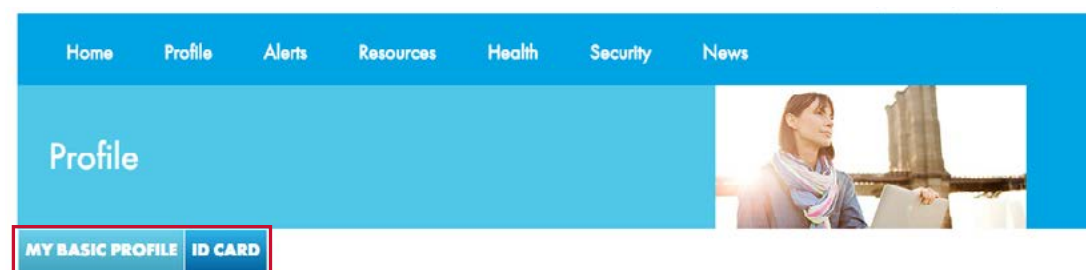 Home Profile Alerts Resources Health Security News
Profile
MY BASIC PROFILE ID CARD